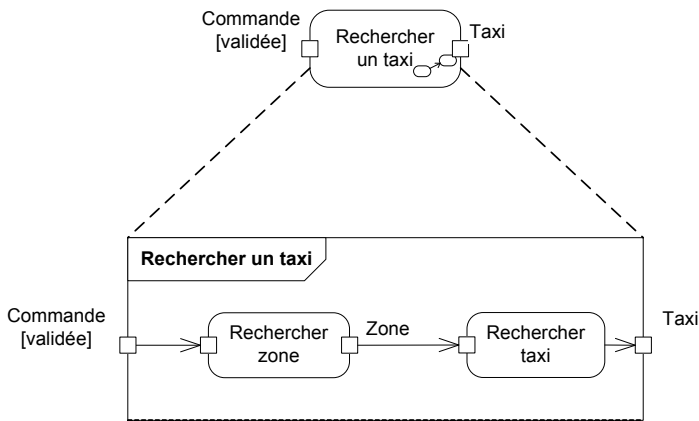 Commande
[validée]
Rechercher
un taxi
Taxi
Rechercher un taxi
Commande
[validée]
Rechercher
zone
Zone
Rechercher
taxi
Taxi